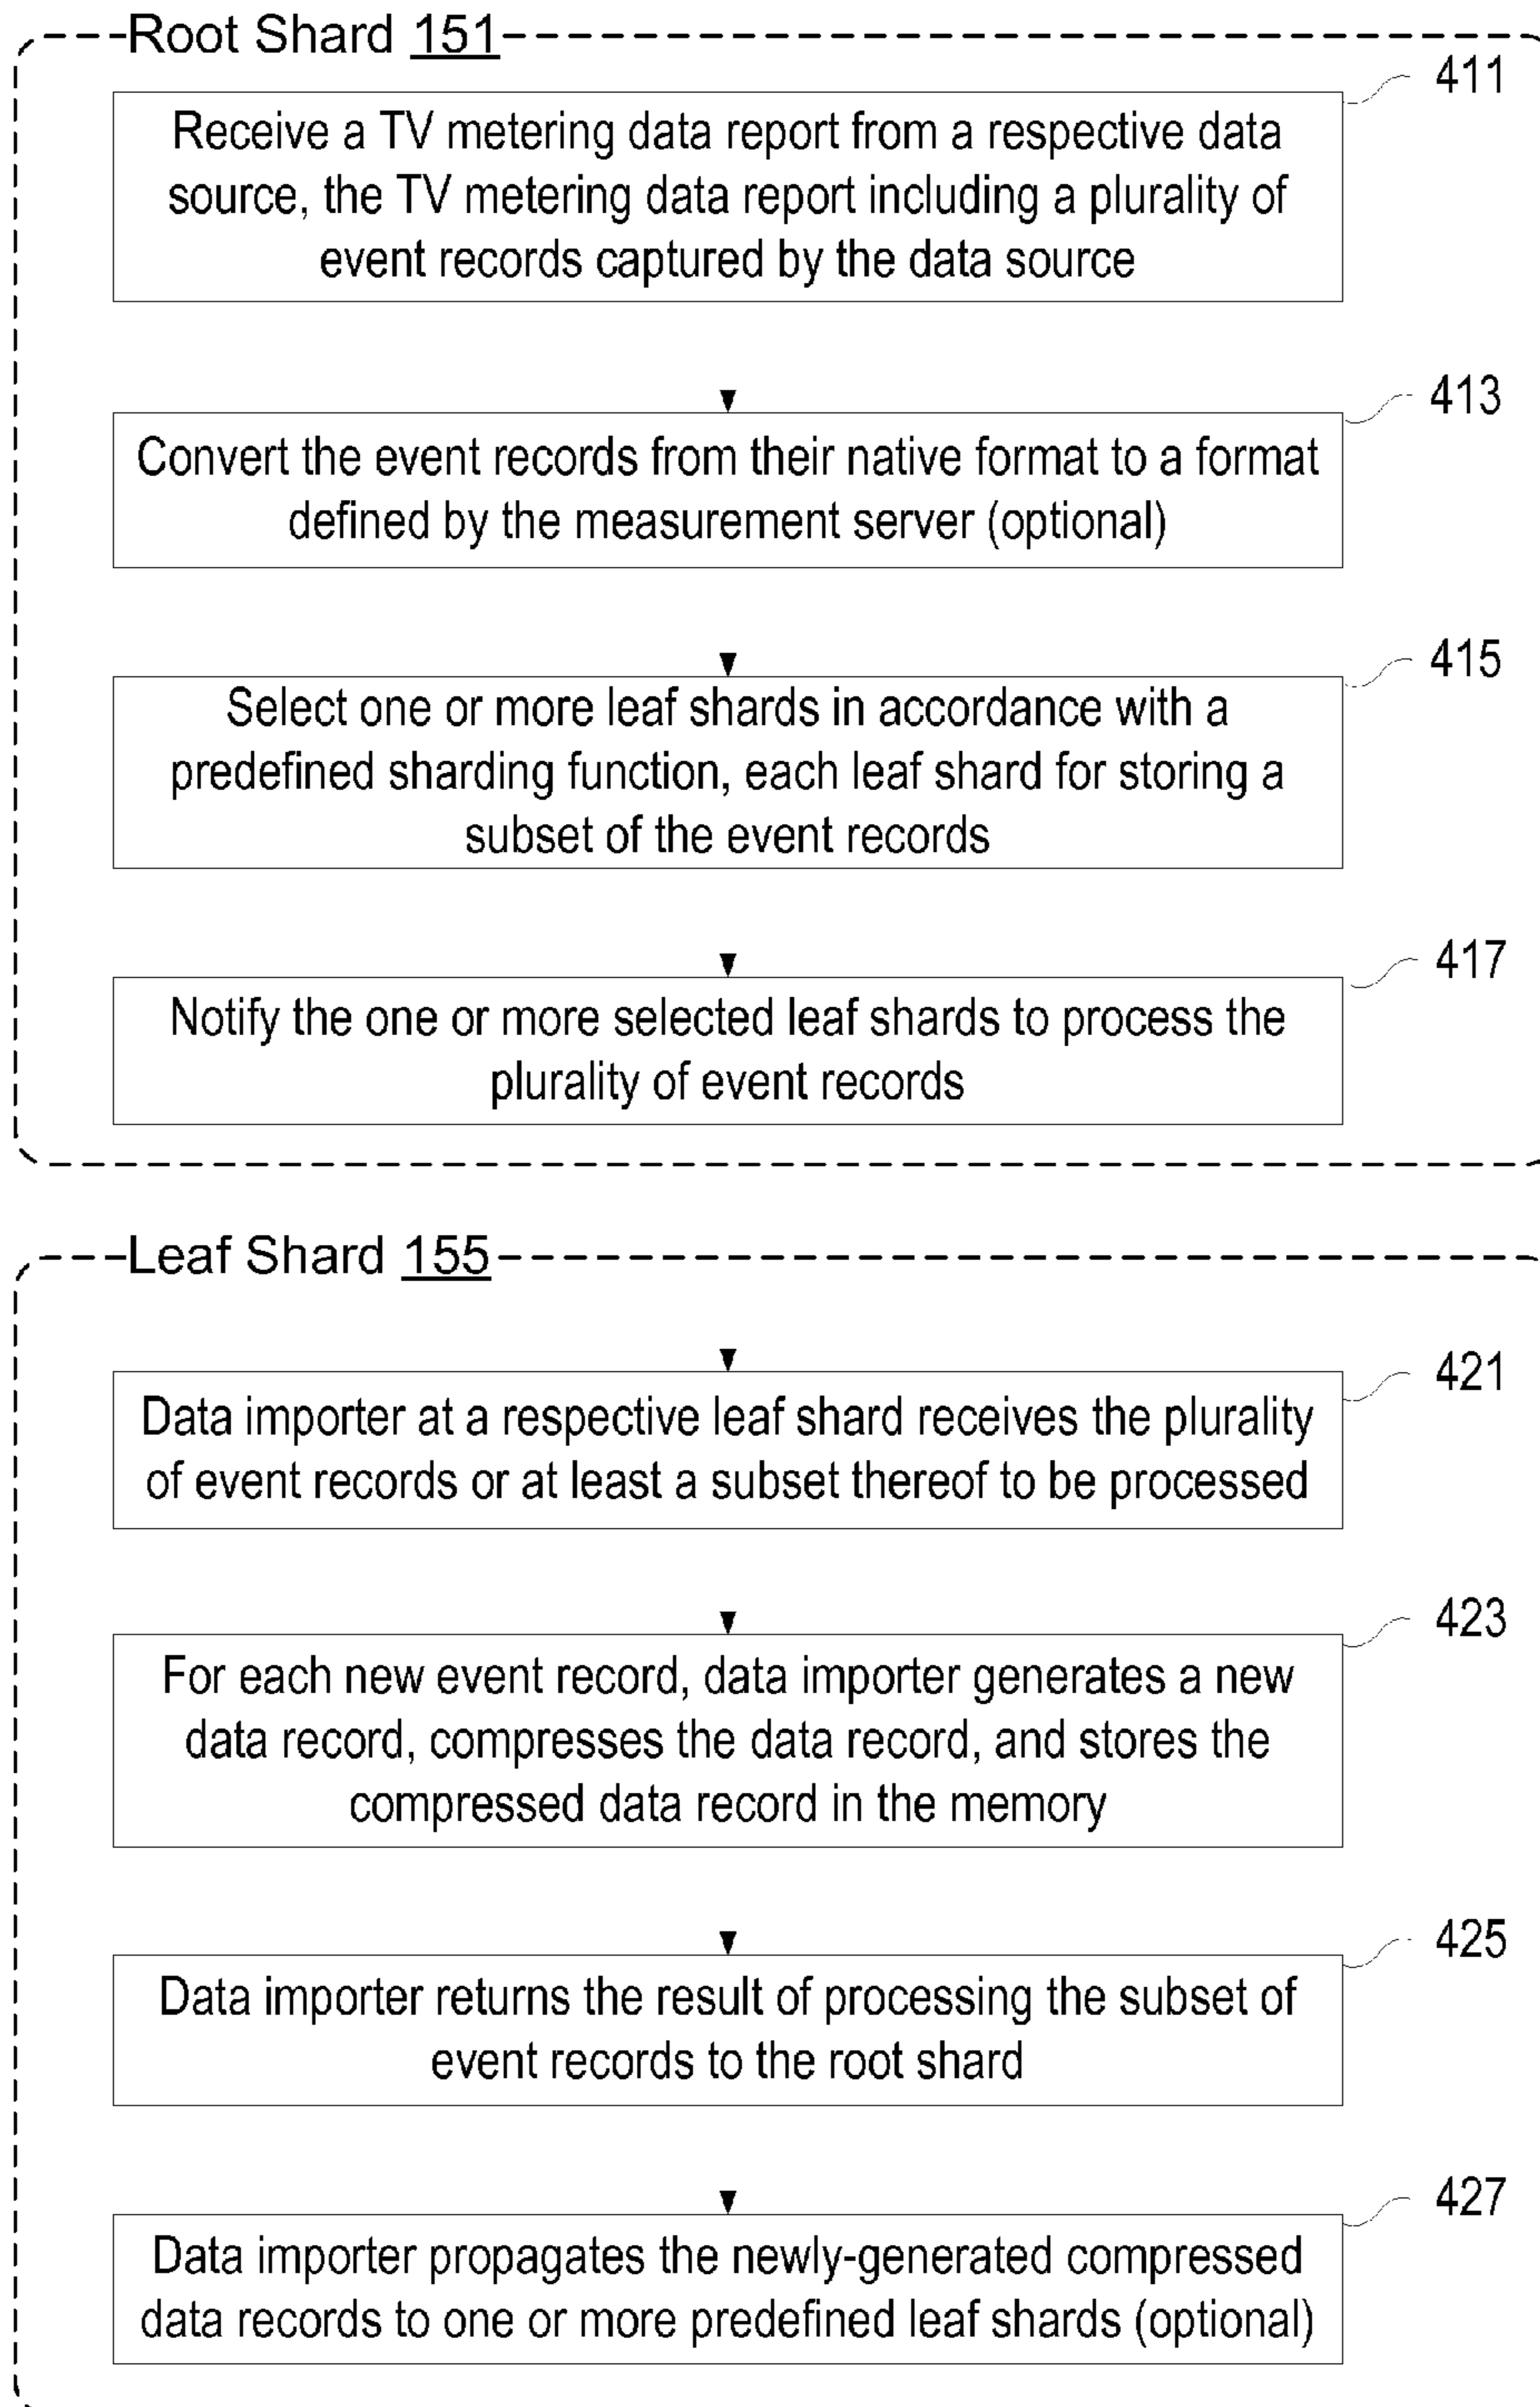 Root Shard 151
411
Receive a TV metering data report from a respective data
source, the TV metering data report including a plurality of
event records captured by the data source
413
Convert the event records from their native format to a format
defined by the measurement server (optional)
415
Select one or more leaf shards in accordance with a
predefined sharding function, each leaf shard for storing a
subset of the event records
417
Notify the one or more selected leaf shards to process the
plurality of event records
Leaf Shard 155
421
Data importer at a respective leaf shard receives the plurality
of event records or at least a subset thereof to be processed
423
For each new event record, data importer generates a new
data record, compresses the data record, and stores the
compressed data record in the memory
425
Data importer returns the result of processing the subset of
event records to the root shard
427
Data importer propagates the newly-generated compressed
data records to one or more predefined leaf shards (optional)